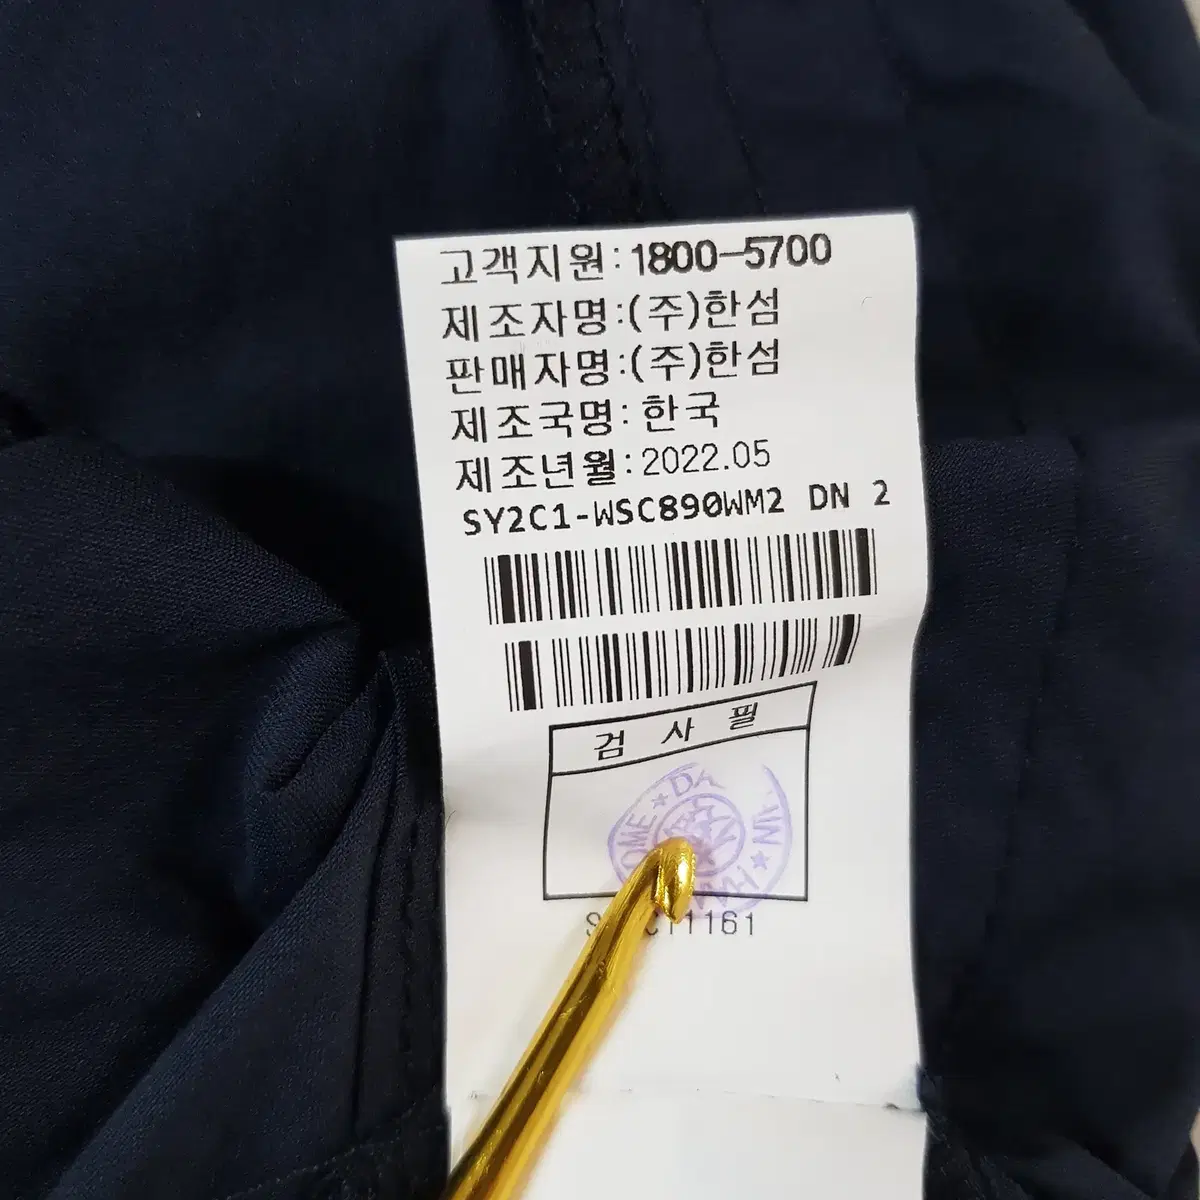 고객지원:1800-5700
제조자명:(주)한섬
판매자명:(주)한섬
제조국명:한국
제조년월:2022.05
SY2C1-WSC890WM2 DN 2
검 사 필